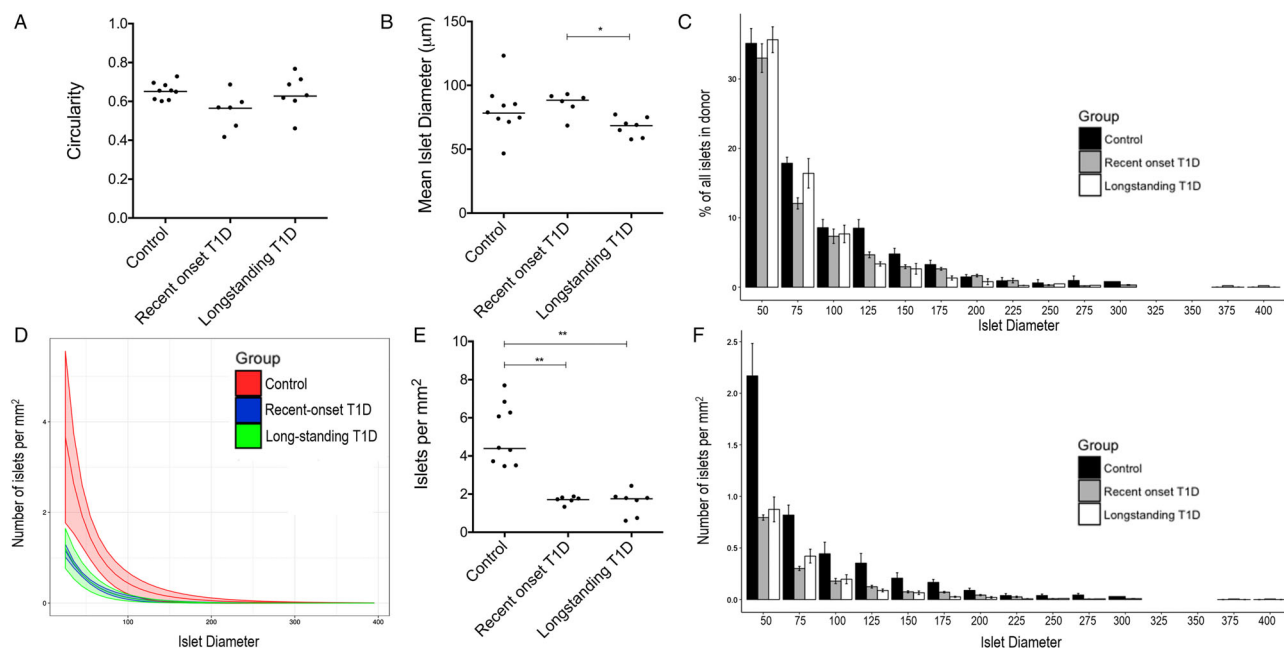 A
Circularity
1.0
0.8
0.6
0.4
0.2
0.0
Control
Recent onset T1D
Longstanding T1D
B
Mean Islet Diameter (μm)
150
100
50
0
*
Control
Recent onset T1D
Longstanding T1D
C
% of all islets in donor
30
20
10
0
Group
Control
Recent onset T1D
Longstanding T1D
50 75 100 125 150 175 200 225 250 275 300 325 350 375 400
Islet Diameter
D
Number of islets per mm²
4
2
0
Group
Control
Recent-onset T1D
Long-standing T1D
100 200 300 400
Islet Diameter
E
Islets per mm²
10
8
6
4
2
0
**
**
Control
Recent onset T1D
Longstanding T1D
F
Number of islets per mm²
2.5
2.0
1.5
1.0
0.5
0.0
Group
Control
Recent onset T1D
Longstanding T1D
50 75 100 125 150 175 200 225 250 275 300 325 350 375 400
Islet Diameter